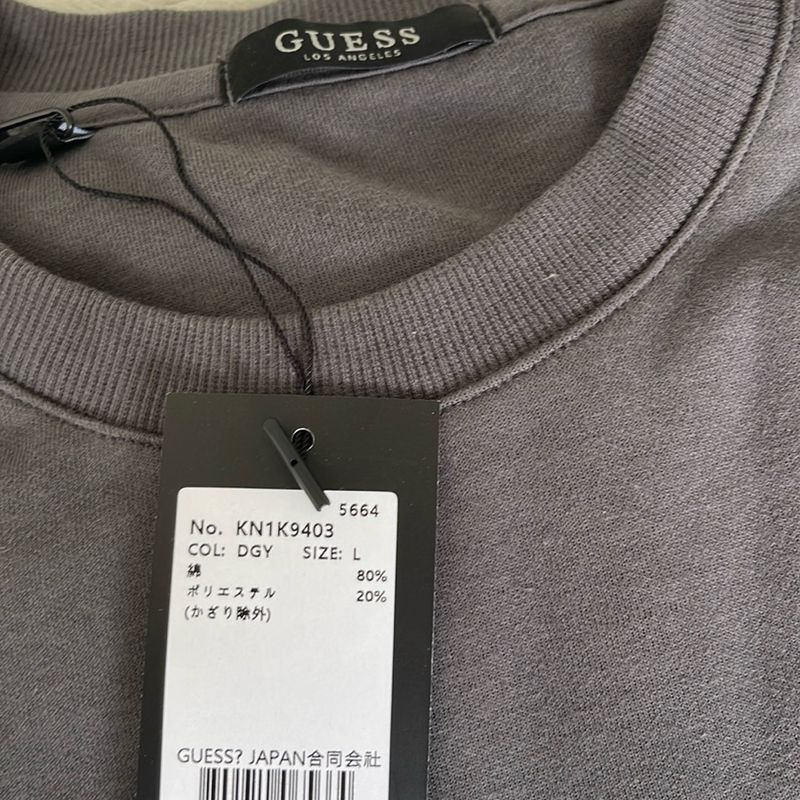 GUESS
LOS ANGELES
5664
No. KN1K9403
COL: DGY SIZE: L
綿 80%
ポリエステル 20%
(かざり除外)
GUESS? JAPAN合同会社